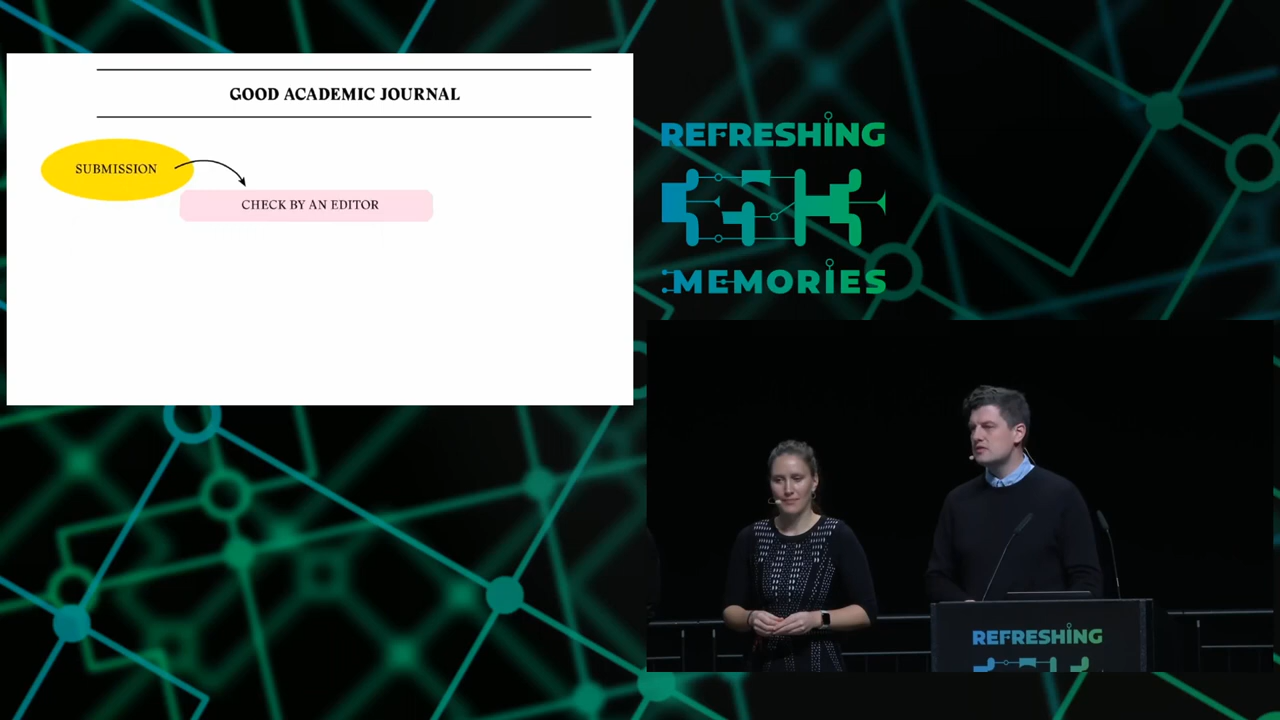 GOOD ACADEMIC JOURNAL
SUBMISSION
CHECK BY AN EDITOR
REFRESHING
MEMORIES
REFRESHING